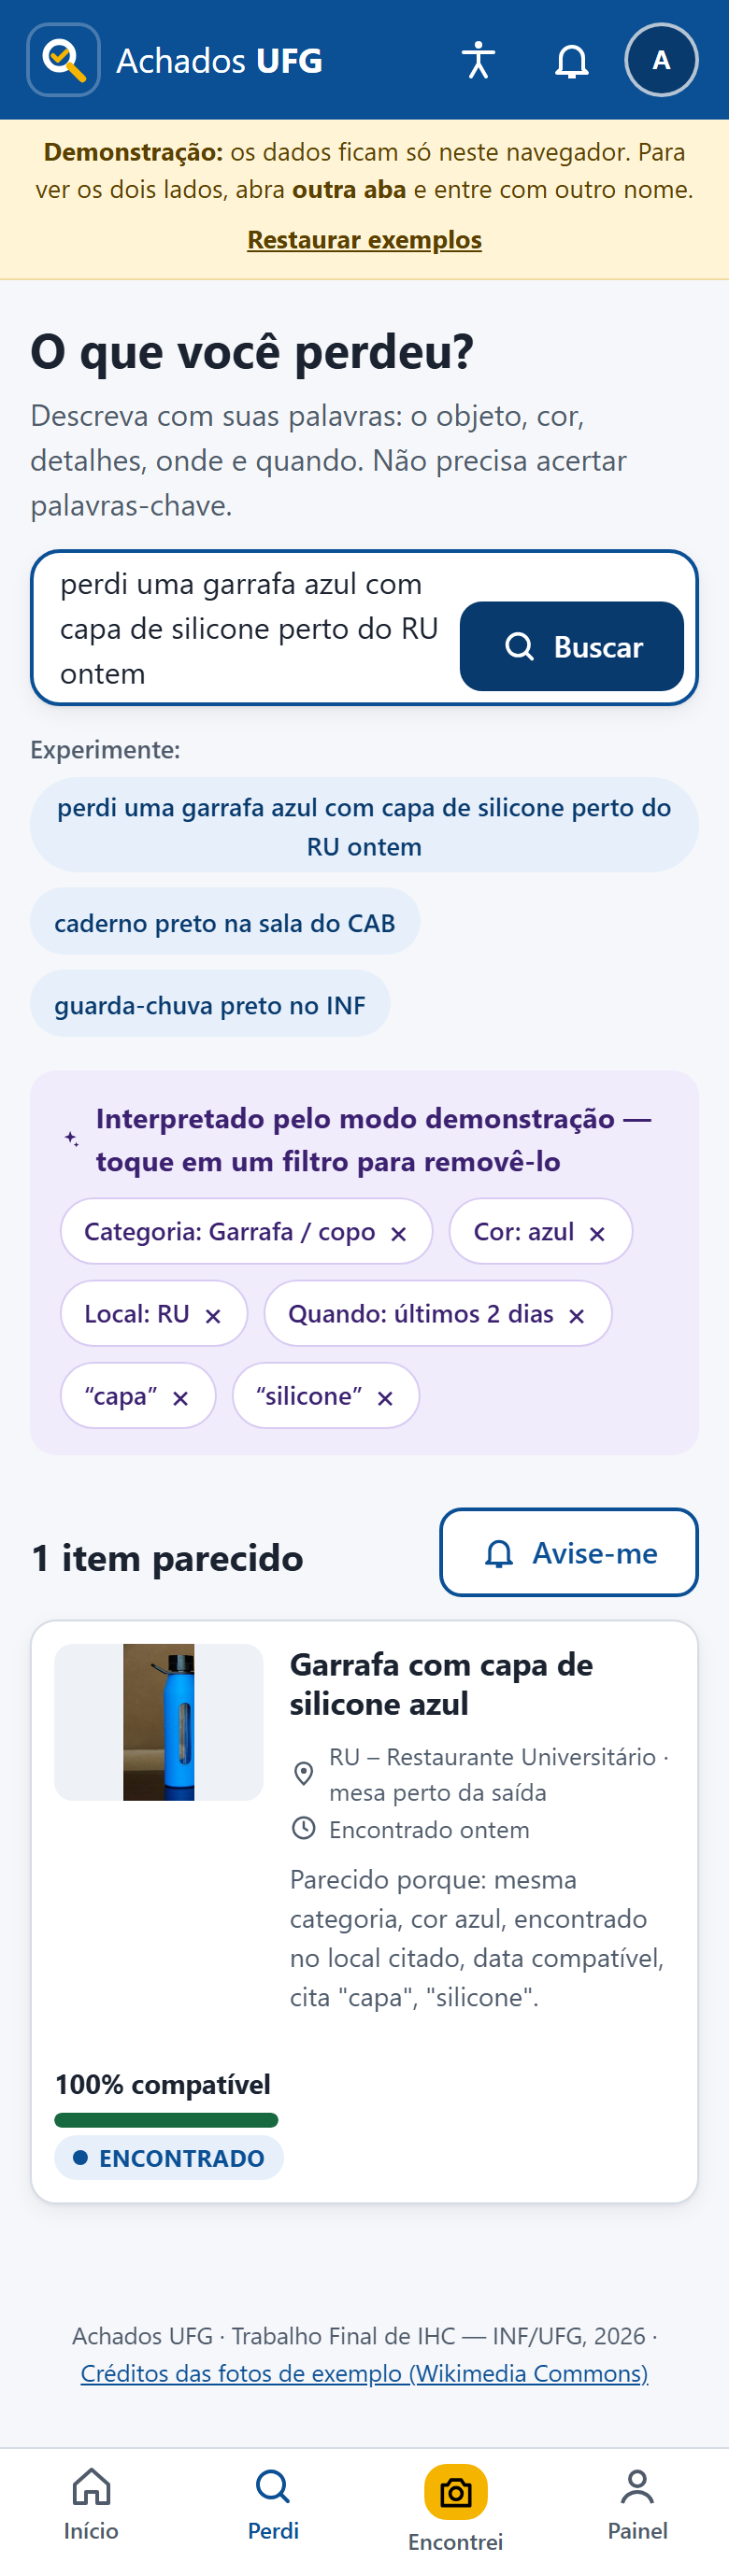 Achados UFG
A
Demonstração: os dados ficam só neste navegador. Para
ver os dois lados, abra outra aba e entre com outro nome.
Restaurar exemplos
O que você perdeu?
Descreva com suas palavras: o objeto, cor,
detalhes, onde e quando. Não precisa acertar
palavras-chave.
perdi uma garrafa azul com
capa de silicone perto do RU
ontem
Buscar
Experimente:
perdi uma garrafa azul com capa de silicone perto do
RU ontem
caderno preto na sala do CAB
guarda-chuva preto no INF
Interpretado pelo modo demonstração —
toque em um filtro para removê-lo
Categoria: Garrafa / copo ×
Cor: azul ×
Local: RU ×
Quando: últimos 2 dias ×
“capa” ×
“silicone” ×
1 item parecido
Avise-me
Garrafa com capa de
silicone azul
RU – Restaurante Universitário ·
mesa perto da saída
Encontrado ontem
Parecido porque: mesma
categoria, cor azul, encontrado
no local citado, data compatível,
cita "capa", "silicone".
100% compatível
ENCONTRADO
Achados UFG · Trabalho Final de IHC — INF/UFG, 2026 ·
Créditos das fotos de exemplo (Wikimedia Commons)
Início
Perdi
Encontrei
Painel